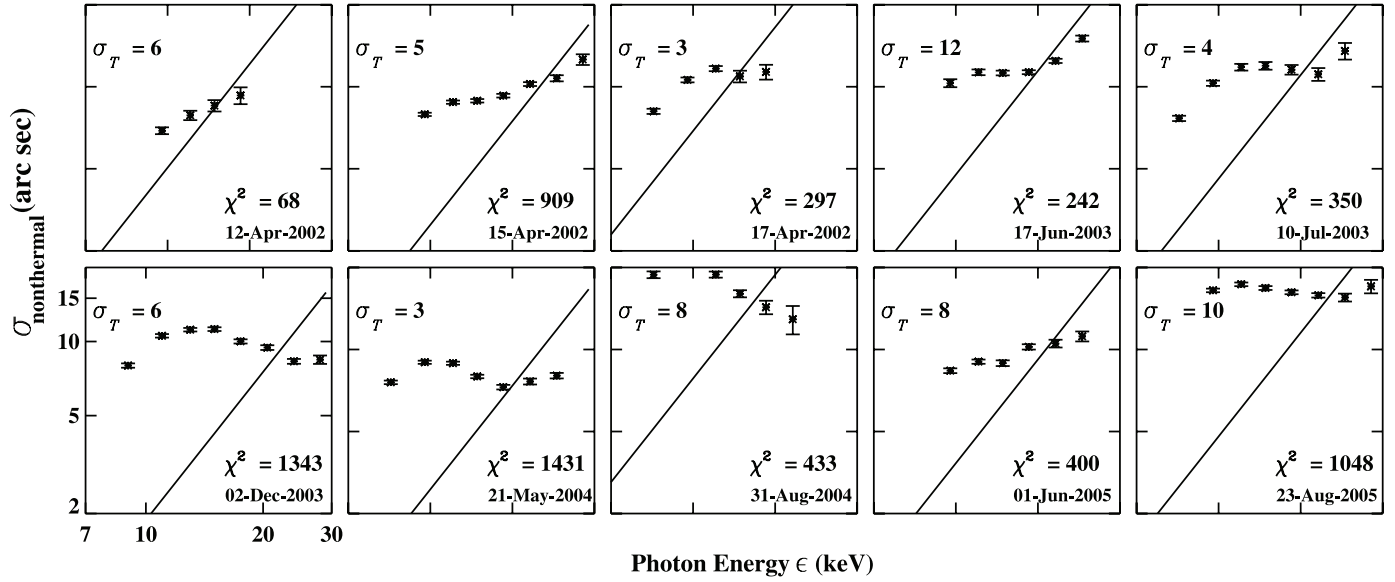 σ_T = 6
χ² = 68
12-Apr-2002
σ_T = 5
χ² = 909
15-Apr-2002
σ_T = 3
χ² = 297
17-Apr-2002
σ_T = 12
χ² = 242
17-Jun-2003
σ_T = 4
χ² = 350
10-Jul-2003
σ_nonthermal (arc sec)
15
10
5
2
σ_T = 6
χ² = 1343
02-Dec-2003
σ_T = 3
χ² = 1431
21-May-2004
σ_T = 8
χ² = 433
31-Aug-2004
σ_T = 8
χ² = 400
01-Jun-2005
σ_T = 10
χ² = 1048
23-Aug-2005
7 10 20 30
Photon Energy ϵ (keV)